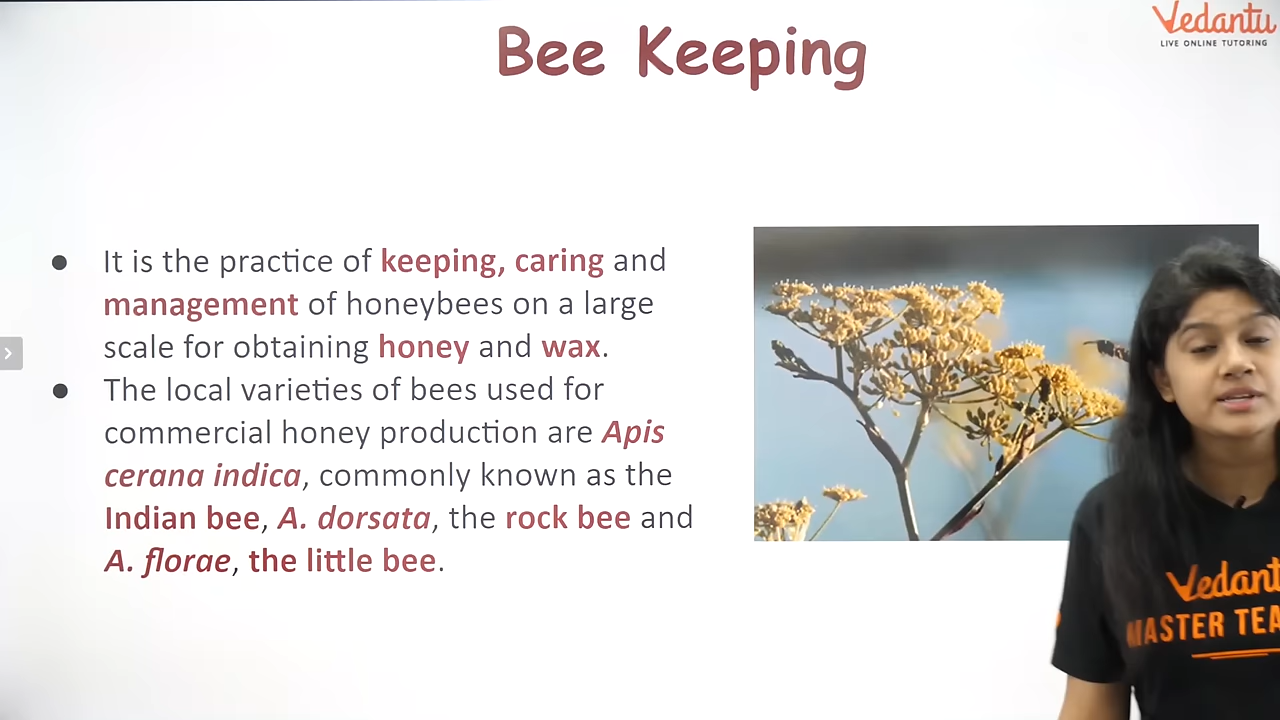 Vedantu
LIVE ONLINE TUTORING
Bee Keeping
● It is the practice of keeping, caring and
management of honeybees on a large
scale for obtaining honey and wax.
● The local varieties of bees used for
commercial honey production are Apis
cerana indica, commonly known as the
Indian bee, A. dorsata, the rock bee and
A. florae, the little bee.
Vedant
MASTER TEA